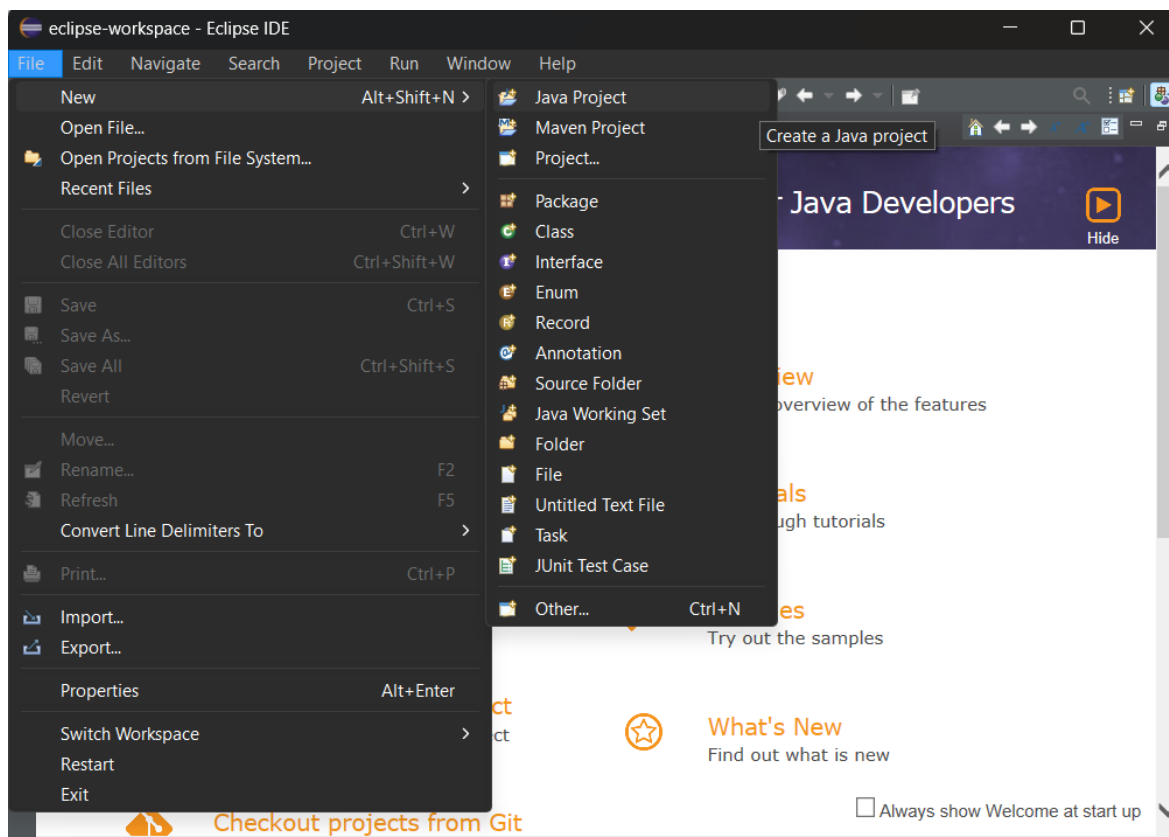 eclipse-workspace - Eclipse IDE
File Edit Navigate Search Project Run Window Help
New Alt+Shift+N >
Open File...
Open Projects from File System...
Recent Files >
Close Editor Ctrl+W
Close All Editors Ctrl+Shift+W
Save Ctrl+S
Save As...
Save All Ctrl+Shift+S
Revert
Move...
Rename... F2
Refresh F5
Convert Line Delimiters To >
Print... Ctrl+P
Import...
Export...
Properties Alt+Enter
Switch Workspace >
Restart
Exit
Java Project
Maven Project
Project...
Package
Class
Interface
Enum
Record
Annotation
Source Folder
Java Working Set
Folder
File
Untitled Text File
Task
JUnit Test Case
Other... Ctrl+N
Create a Java project
Java Developers
Hide
overview of the features
tutorials
Try out the samples
What's New
Find out what is new
Always show Welcome at start up
Checkout projects from Git